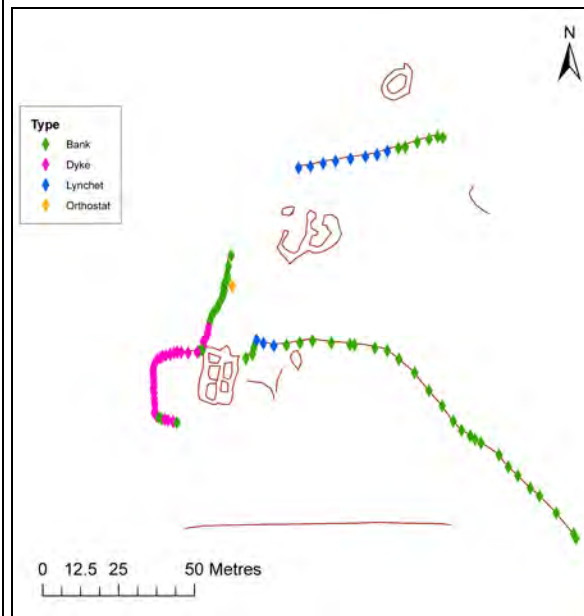 N
Type
Bank
Dyke
Lynchet
Orthostat
0 12.5 25 50 Metres